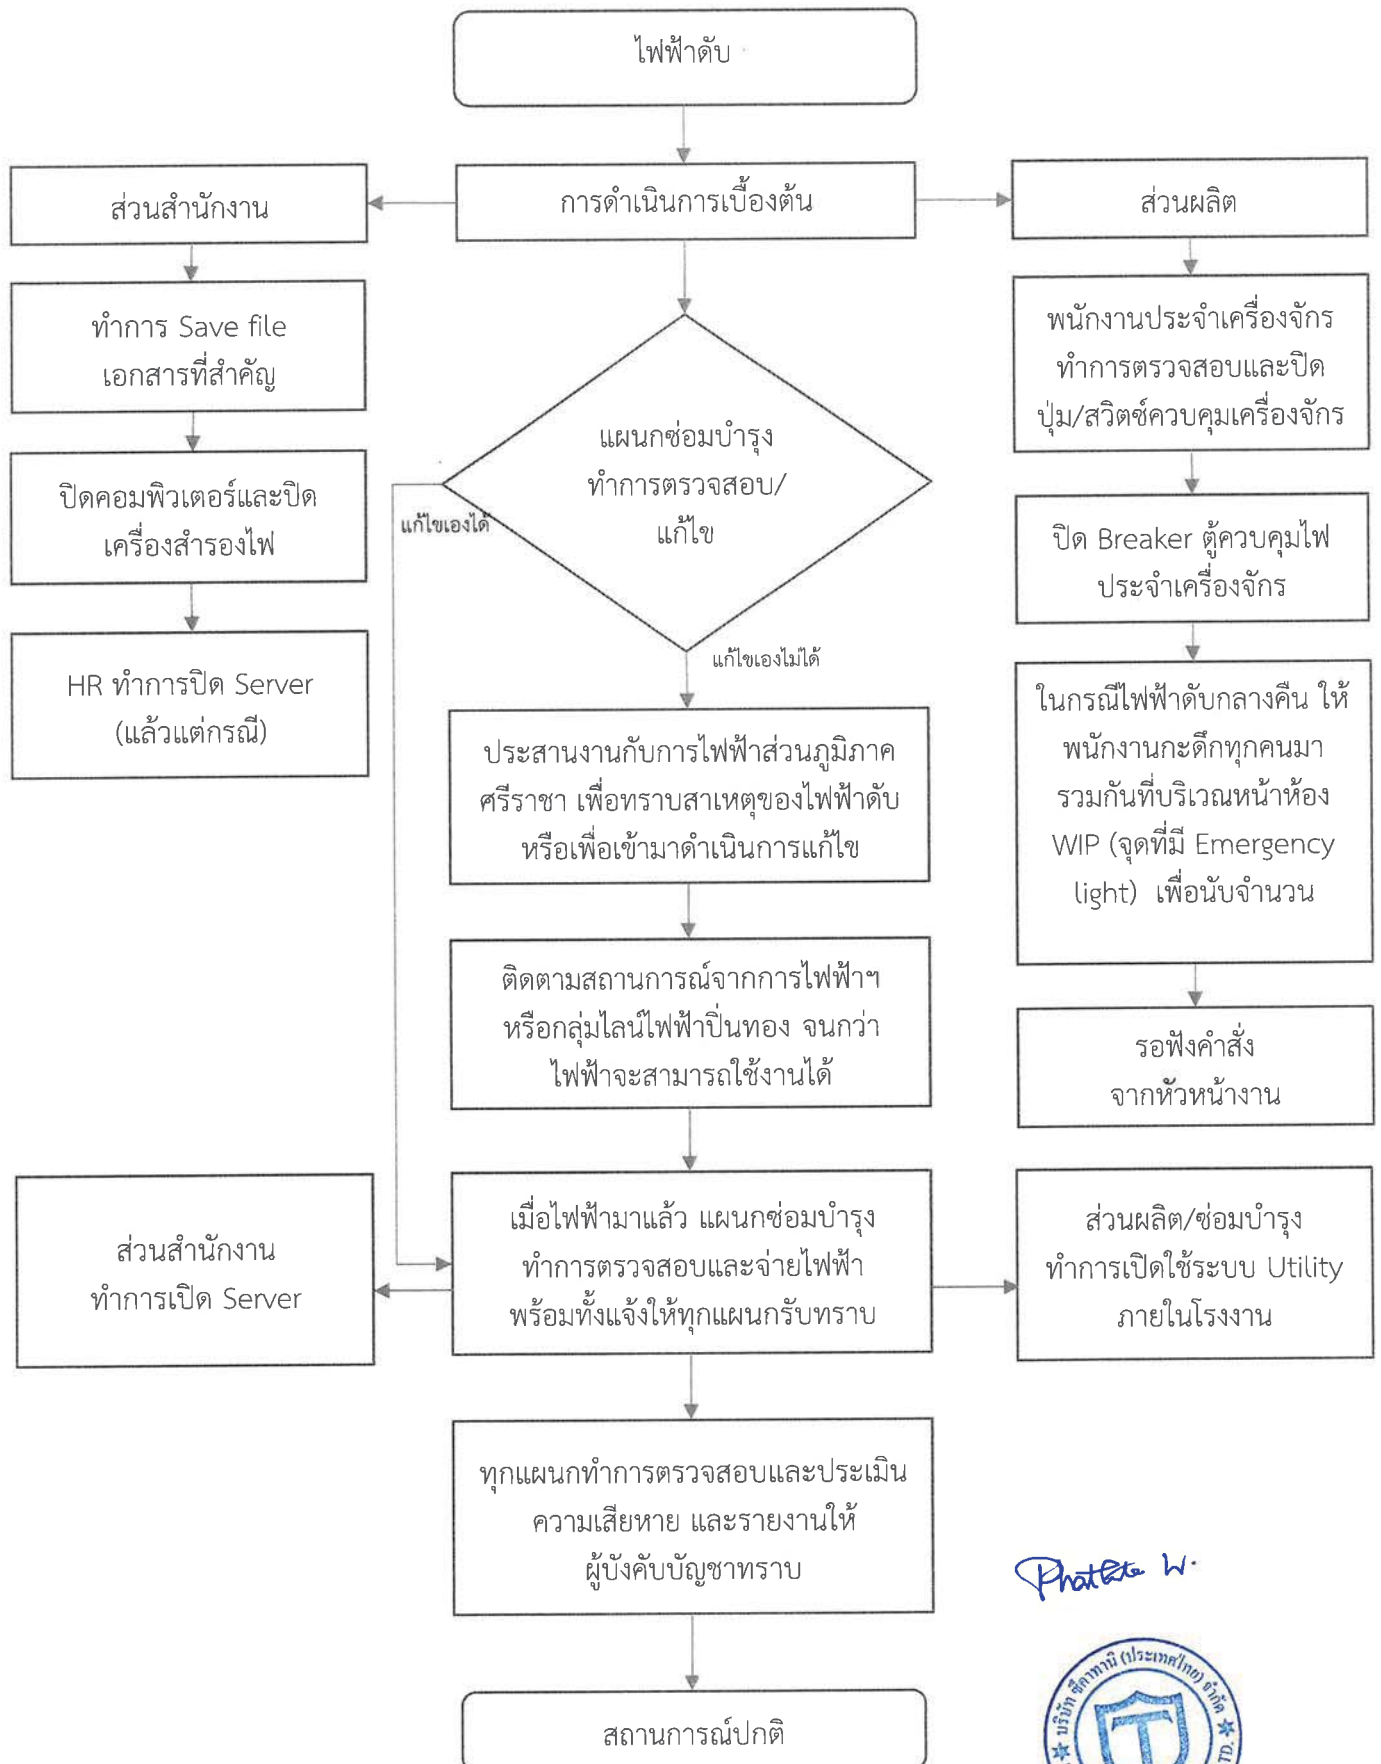 ไฟฟ้าดับ
ส่วนสำนักงาน
การดำเนินการเบื้องต้น
ส่วนผลิต
ทำการ Save file
เอกสารที่สำคัญ
ปิดคอมพิวเตอร์และปิด
เครื่องสำรองไฟ
HR ทำการปิด Server
(แล้วแต่กรณี)
แผนกซ่อมบำรุง
ทำการตรวจสอบ/
แก้ไข
แก้ไขเองได้
แก้ไขเองไม่ได้
พนักงานประจำเครื่องจักร
ทำการตรวจสอบและปิด
ปุ่ม/สวิตช์ควบคุมเครื่องจักร
ปิด Breaker ตู้ควบคุมไฟ
ประจำเครื่องจักร
ในกรณีไฟฟ้าดับกลางคืน ให้
พนักงานกะดึกทุกคนมา
รวมกันที่บริเวณหน้าห้อง
WIP (จุดที่มี Emergency
light) เพื่อนับจำนวน
รอฟังคำสั่ง
จากหัวหน้างาน
ประสานงานกับการไฟฟ้าส่วนภูมิภาค
ศรีราชา เพื่อทราบสาเหตุของไฟฟ้าดับ
หรือเพื่อเข้ามาดำเนินการแก้ไข
ติดตามสถานการณ์จากการไฟฟ้าฯ
หรือกลุ่มไลน์ไฟฟ้าปิ่นทอง จนกว่า
ไฟฟ้าจะสามารถใช้งานได้
ส่วนสำนักงาน
ทำการเปิด Server
เมื่อไฟฟ้ามาแล้ว แผนกซ่อมบำรุง
ทำการตรวจสอบและจ่ายไฟฟ้า
พร้อมทั้งแจ้งให้ทุกแผนกรับทราบ
ส่วนผลิต/ซ่อมบำรุง
ทำการเปิดใช้ระบบ Utility
ภายในโรงงาน
ทุกแผนกทำการตรวจสอบและประเมิน
ความเสียหาย และรายงานให้
ผู้บังคับบัญชาทราบ
สถานการณ์ปกติ
บริษัท ซีคาทานิ (ประเทศไทย) จำกัด
TD.
T